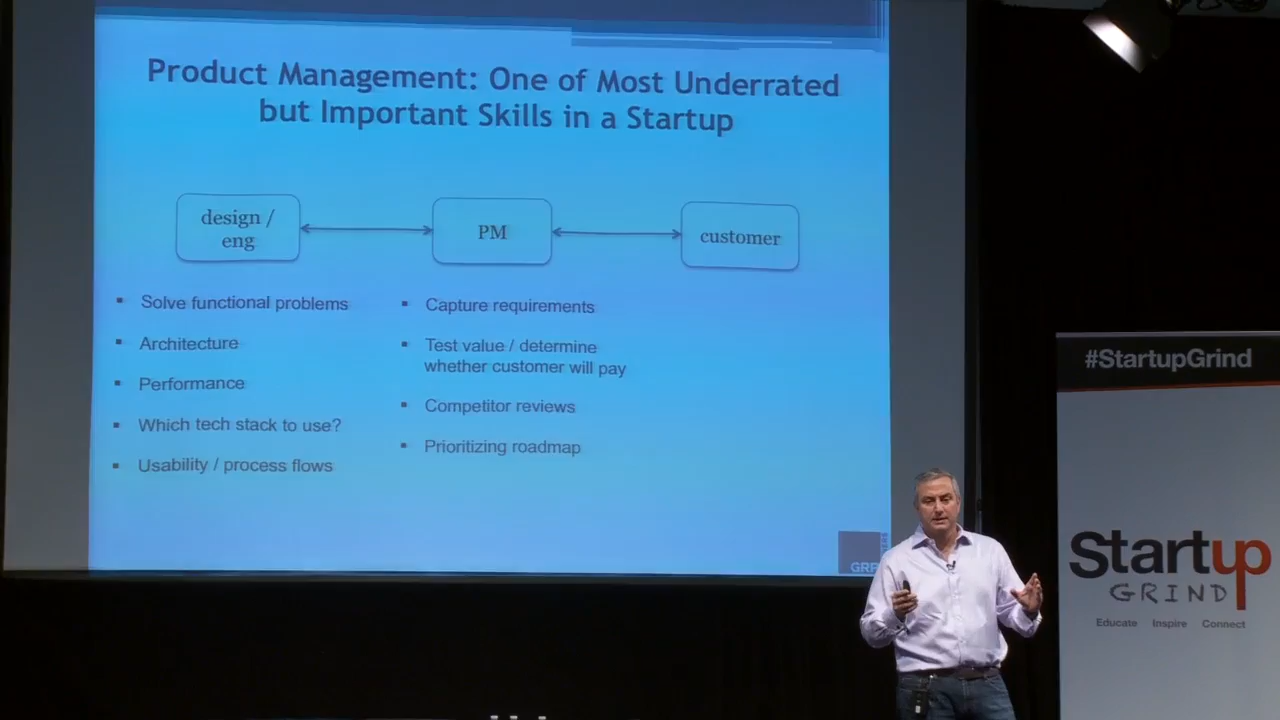 Product Management: One of Most Underrated
but Important Skills in a Startup
design /
eng
PM
customer
▪ Solve functional problems
▪ Architecture
▪ Performance
▪ Which tech stack to use?
▪ Usability / process flows
▪ Capture requirements
▪ Test value / determine
whether customer will pay
▪ Competitor reviews
▪ Prioritizing roadmap
#StartupGrind
Startup
GRIND
Educate Inspire Connect